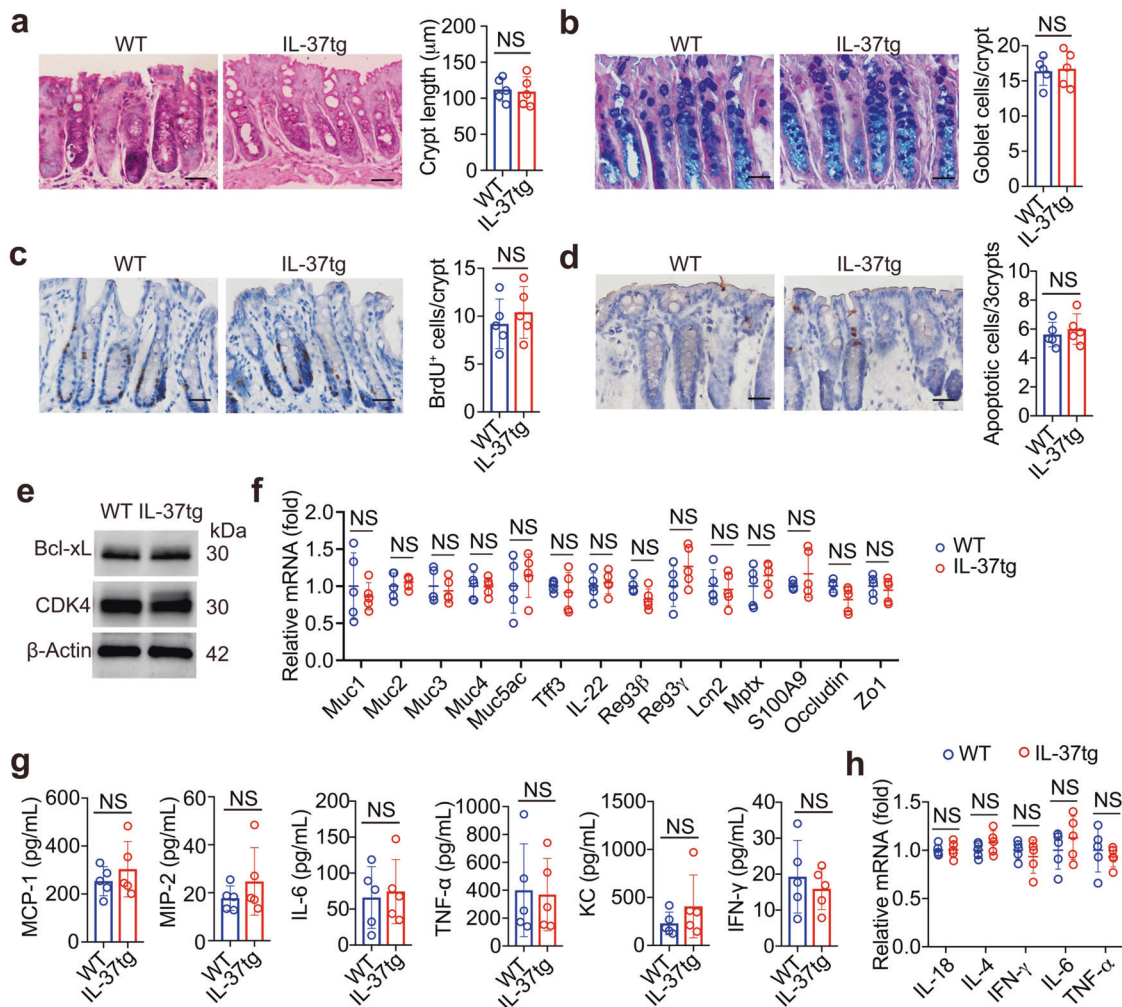 a
WT
IL-37tg
Crypt length (μm)
200
150
100
50
0
NS
WT
IL-37tg
b
WT
IL-37tg
Goblet cells/crypt
20
15
10
5
0
NS
WT
IL-37tg
c
WT
IL-37tg
BrdU⁺ cells/crypt
15
10
5
0
NS
WT
IL-37tg
d
WT
IL-37tg
Apoptotic cells/3crypts
10
8
6
4
2
0
NS
WT
IL-37tg
e
WT IL-37tg
kDa
Bcl-xL 30
CDK4 30
β-Actin 42
f
Relative mRNA (fold)
2.0
1.5
1.0
0.5
0.0
NS NS NS NS NS NS NS NS NS NS NS NS NS NS
WT
IL-37tg
Muc1 Muc2 Muc3 Muc4 Muc5ac Tff3 IL-22 Reg3β Reg3γ Lcn2 Mptx S100A9 Occludin Zo1
g
MCP-1 (pg/mL)
600
400
200
0
NS
WT
IL-37tg
MIP-2 (pg/mL)
60
40
20
0
NS
WT
IL-37tg
IL-6 (pg/mL)
200
150
100
50
0
NS
WT
IL-37tg
TNF-α (pg/mL)
1000
800
600
400
200
0
NS
WT
IL-37tg
KC (pg/mL)
1500
1000
500
0
NS
WT
IL-37tg
IFN-γ (pg/mL)
40
30
20
10
0
NS
WT
IL-37tg
h
WT IL-37tg
Relative mRNA (fold)
1.5
1.0
0.5
0.0
NS NS NS NS NS
IL-18 IL-4 IFN-γ IL-6 TNF-α